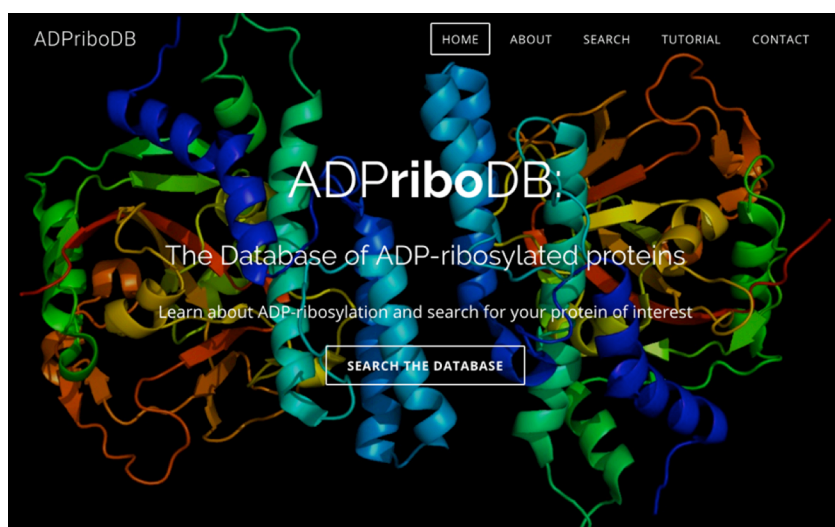 ADPriboDB
HOME ABOUT SEARCH TUTORIAL CONTACT
ADPriboDB:
The Database of ADP-ribosylated proteins
Learn about ADP-ribosylation and search for your protein of interest
SEARCH THE DATABASE